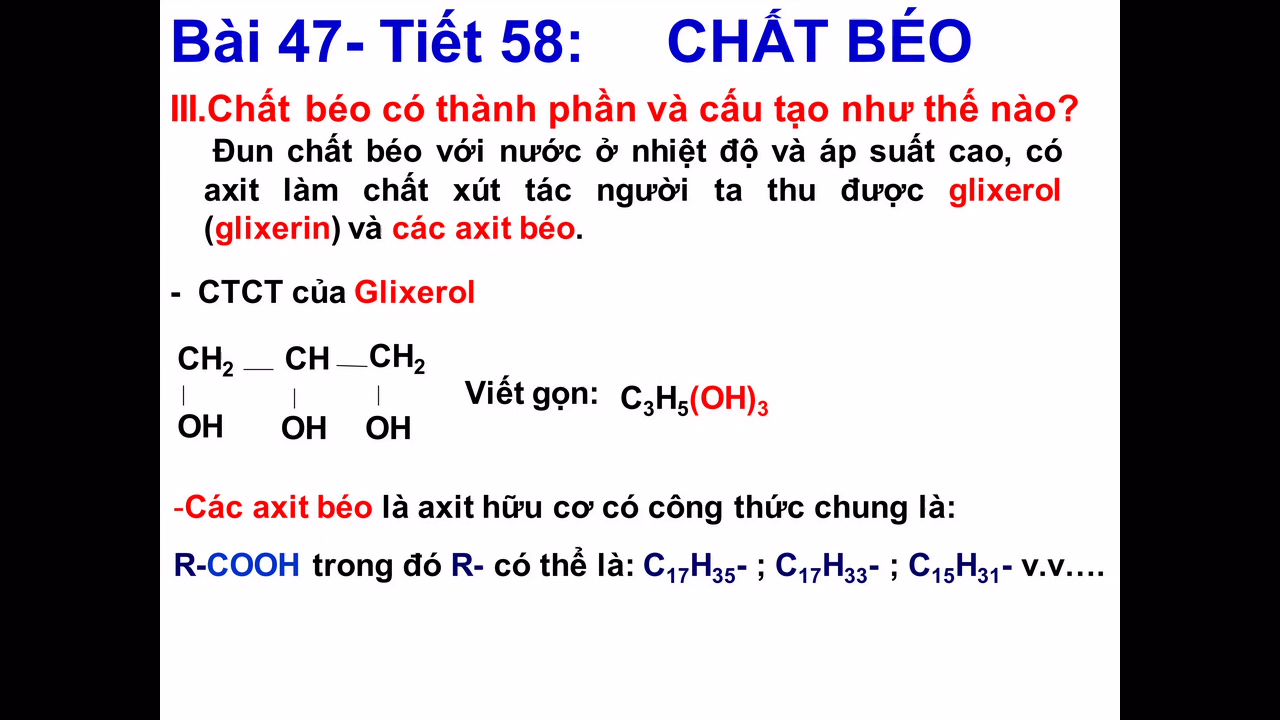 Bài 47- Tiết 58: CHẤT BÉO
III.Chất béo có thành phần và cấu tạo như thế nào?
Đun chất béo với nước ở nhiệt độ và áp suất cao, có
axit làm chất xút tác người ta thu được glixerol
(glixerin) và các axit béo.
- CTCT của Glixerol
CH₂ — CH — CH₂
| | |
OH OH OH
Viết gọn: C₃H₅(OH)₃
-Các axit béo là axit hữu cơ có công thức chung là:
R-COOH trong đó R- có thể là: C₁₇H₃₅- ; C₁₇H₃₃- ; C₁₅H₃₁- v.v….